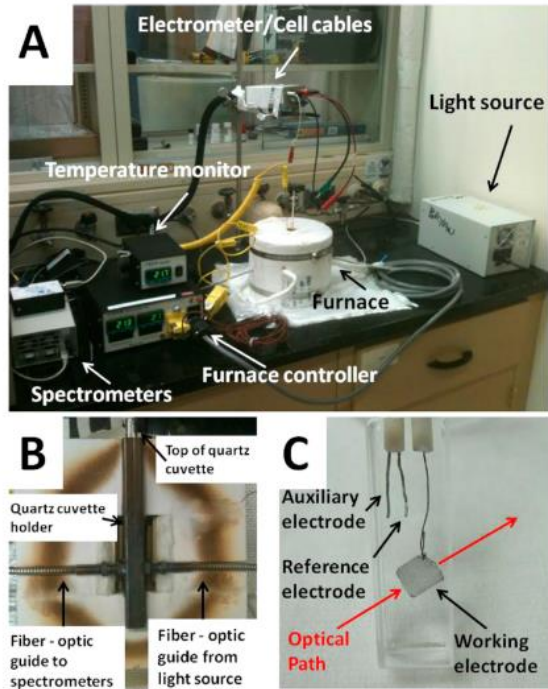 A
Electrometer/Cell cables
Light source
Temperature monitor
Furnace
Furnace controller
Spectrometers
B
Top of quartz
cuvette
Quartz cuvette
holder
Fiber - optic
guide to
spectrometers
Fiber - optic
guide from
light source
C
Auxiliary
electrode
Reference
electrode
Optical
Path
Working
electrode